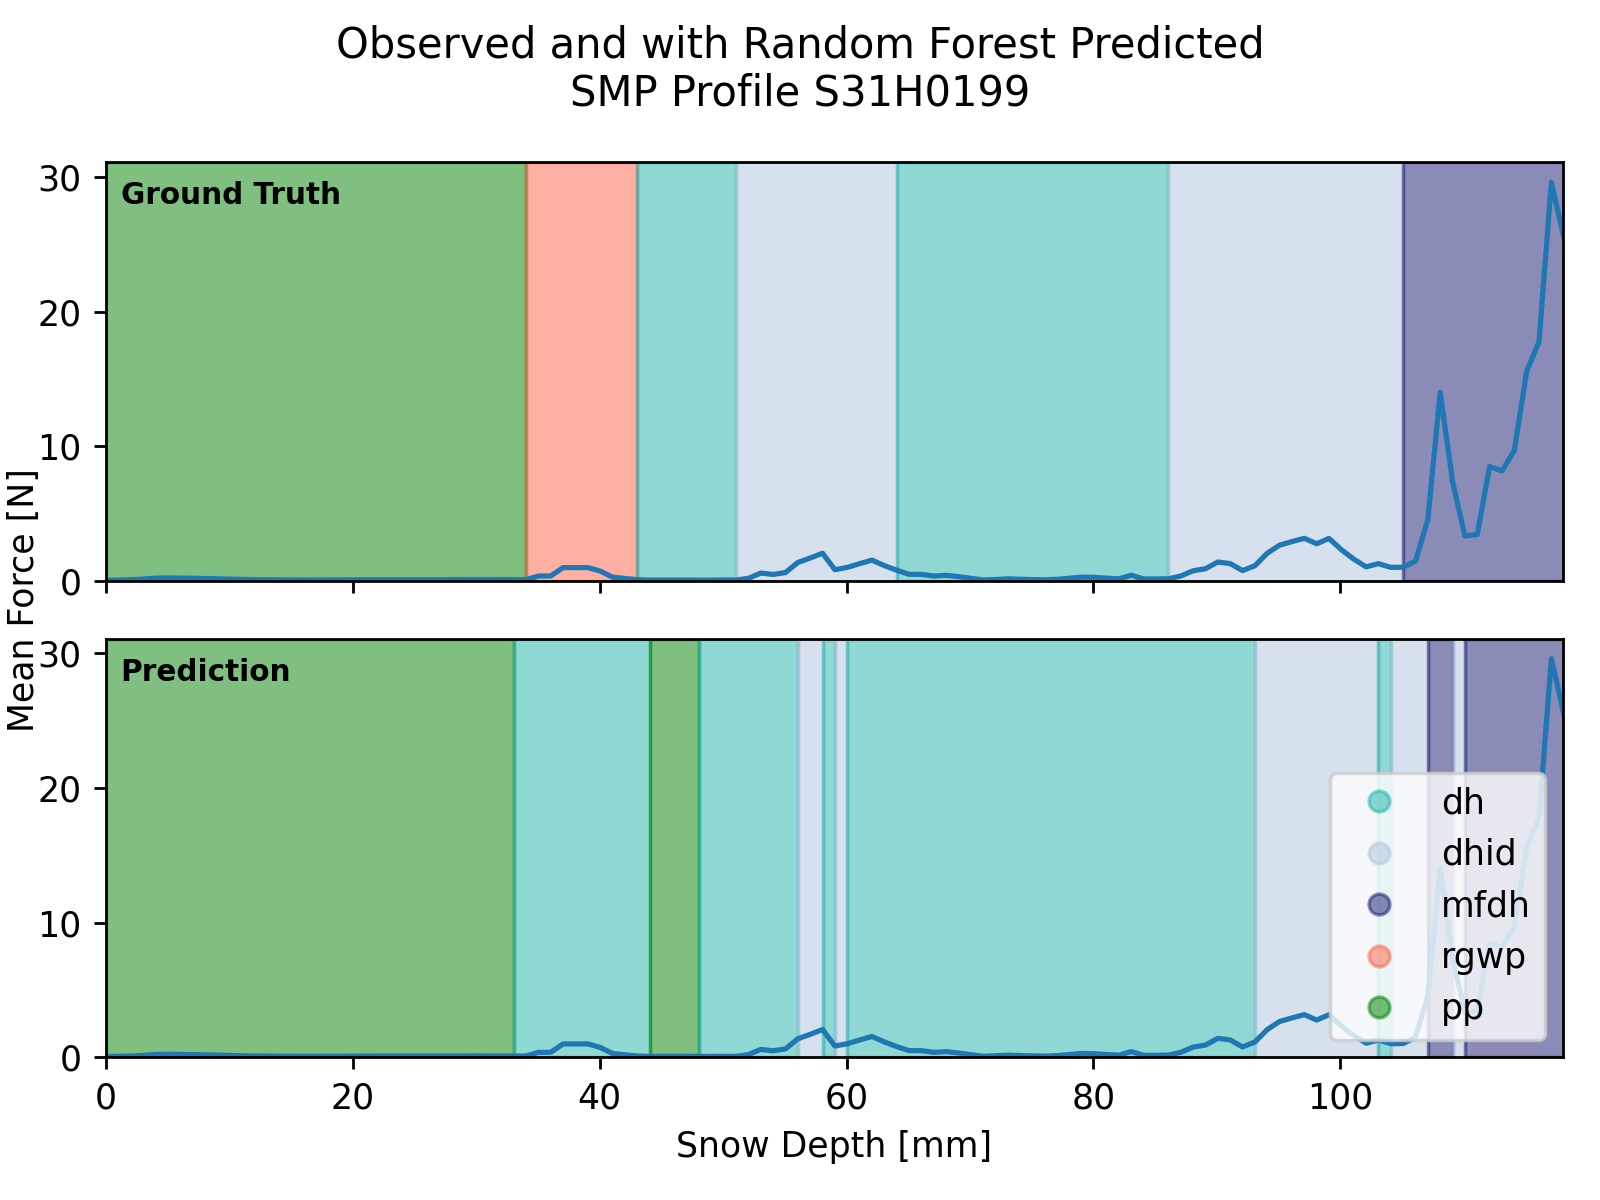 Observed and with Random Forest Predicted
SMP Profile S31H0199
Mean Force [N]
30
20
10
0
Ground Truth
30
20
10
0
Prediction
dh
dhid
mfdh
rgwp
pp
0 20 40 60 80 100
Snow Depth [mm]